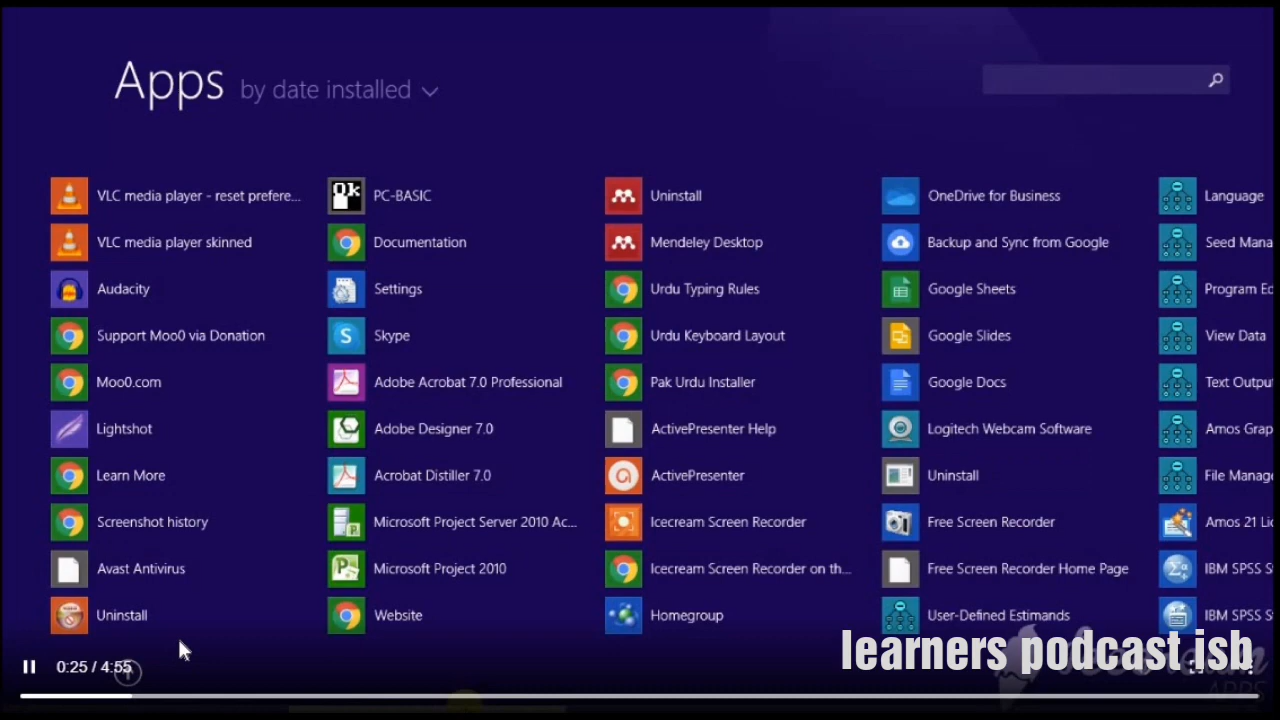 Apps by date installed
VLC media player - reset prefere...
VLC media player skinned
Audacity
Support Moo0 via Donation
Moo0.com
Lightshot
Learn More
Screenshot history
Avast Antivirus
Uninstall
Ok
PC-BASIC
Documentation
Settings
Skype
Adobe Acrobat 7.0 Professional
Adobe Designer 7.0
Acrobat Distiller 7.0
Microsoft Project Server 2010 Ac...
Microsoft Project 2010
Website
Uninstall
Mendeley Desktop
Urdu Typing Rules
Urdu Keyboard Layout
Pak Urdu Installer
ActivePresenter Help
ActivePresenter
Icecream Screen Recorder
Icecream Screen Recorder on th...
Homegroup
OneDrive for Business
Backup and Sync from Google
Google Sheets
Google Slides
Google Docs
Logitech Webcam Software
Uninstall
Free Screen Recorder
Free Screen Recorder Home Page
User-Defined Estimands
Language
Seed Mana
Program Ed
View Data
Text Output
Amos Grap
File Manage
Amos 21 Li
IBM SPSS S
IBM SPSS S
learners podcast isb
0:25 / 4:55
APPS